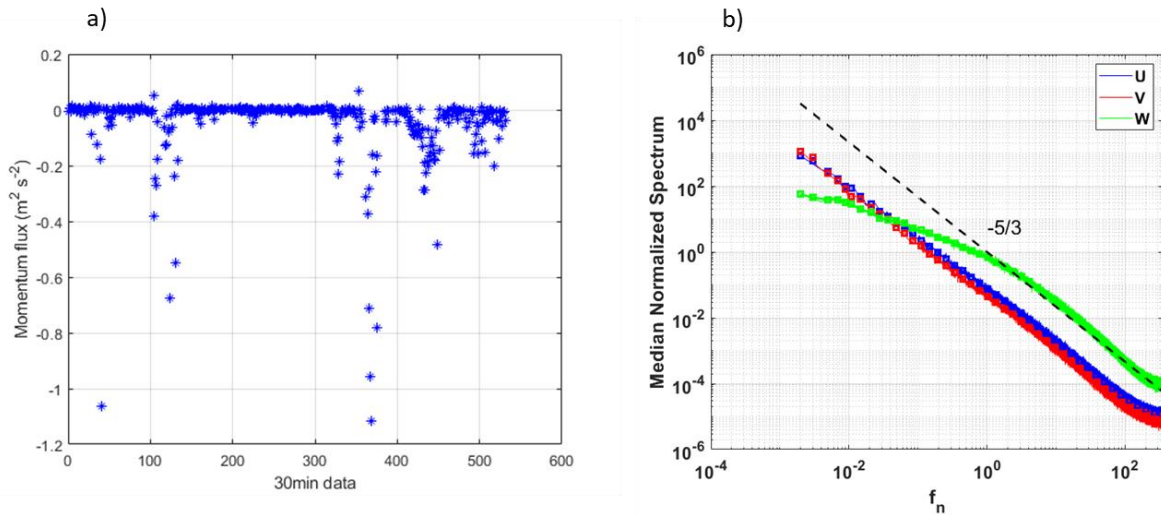 a)
0.2
0
-0.2
-0.4
-0.6
-0.8
-1
-1.2
Momentum flux (m² s⁻²)
0 100 200 300 400 500 600
30min data
b)
10⁶
10⁴
10²
10⁰
10⁻²
10⁻⁴
10⁻⁶
Median Normalized Spectrum
U
V
W
-5/3
10⁻⁴ 10⁻² 10⁰ 10²
fₙ